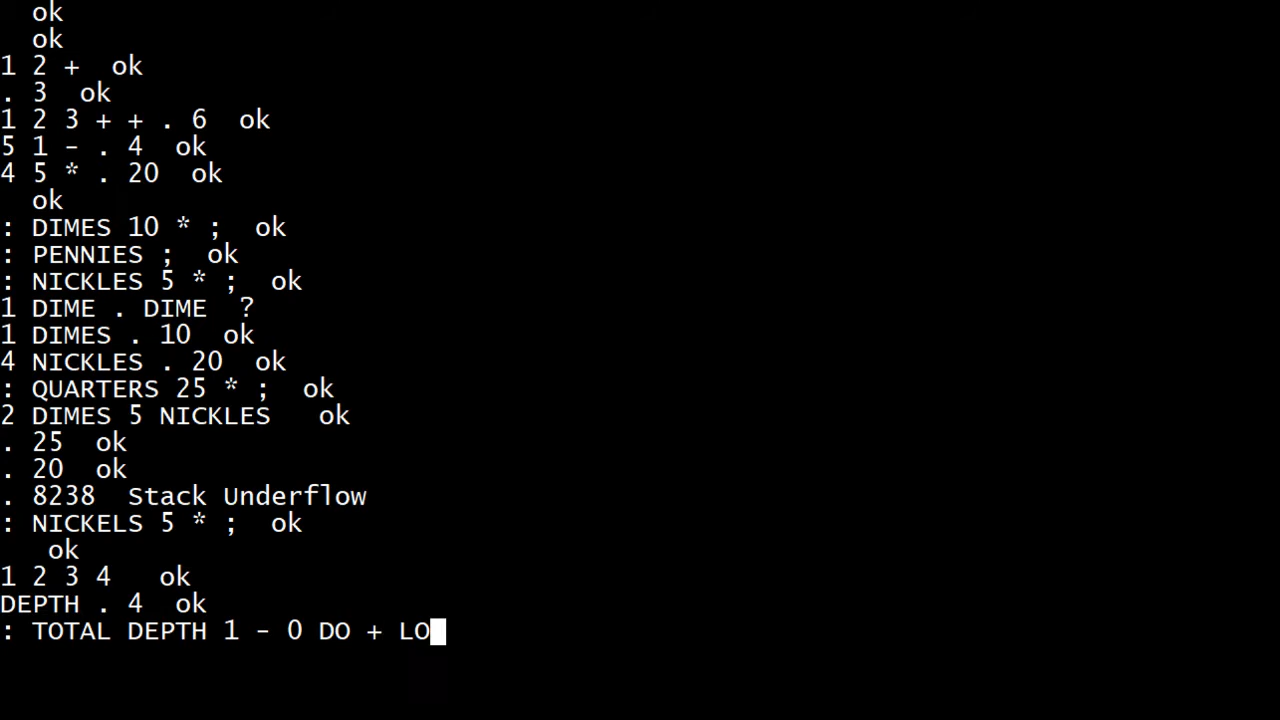 ok
ok
1 2 + ok
. 3 ok
1 2 3 + + . 6 ok
5 1 - . 4 ok
4 5 * . 20 ok
ok
: DIMES 10 * ; ok
: PENNIES ; ok
: NICKLES 5 * ; ok
1 DIME . DIME ?
1 DIMES . 10 ok
4 NICKLES . 20 ok
: QUARTERS 25 * ; ok
2 DIMES 5 NICKLES ok
. 25 ok
. 20 ok
. 8238 Stack Underflow
: NICKELS 5 * ; ok
ok
1 2 3 4 ok
DEPTH . 4 ok
: TOTAL DEPTH 1 - 0 DO + LO